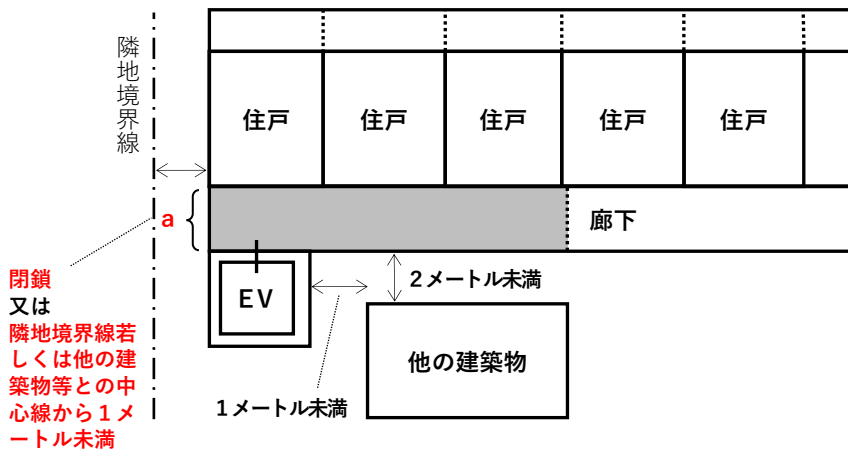 隣地境界線
住戸
住戸
住戸
住戸
住戸
a
廊下
閉鎖
又は
隣地境界線若
しくは他の建
築物等との中
心線から１メ
ートル未満
EV
２メートル未満
他の建築物
１メートル未満